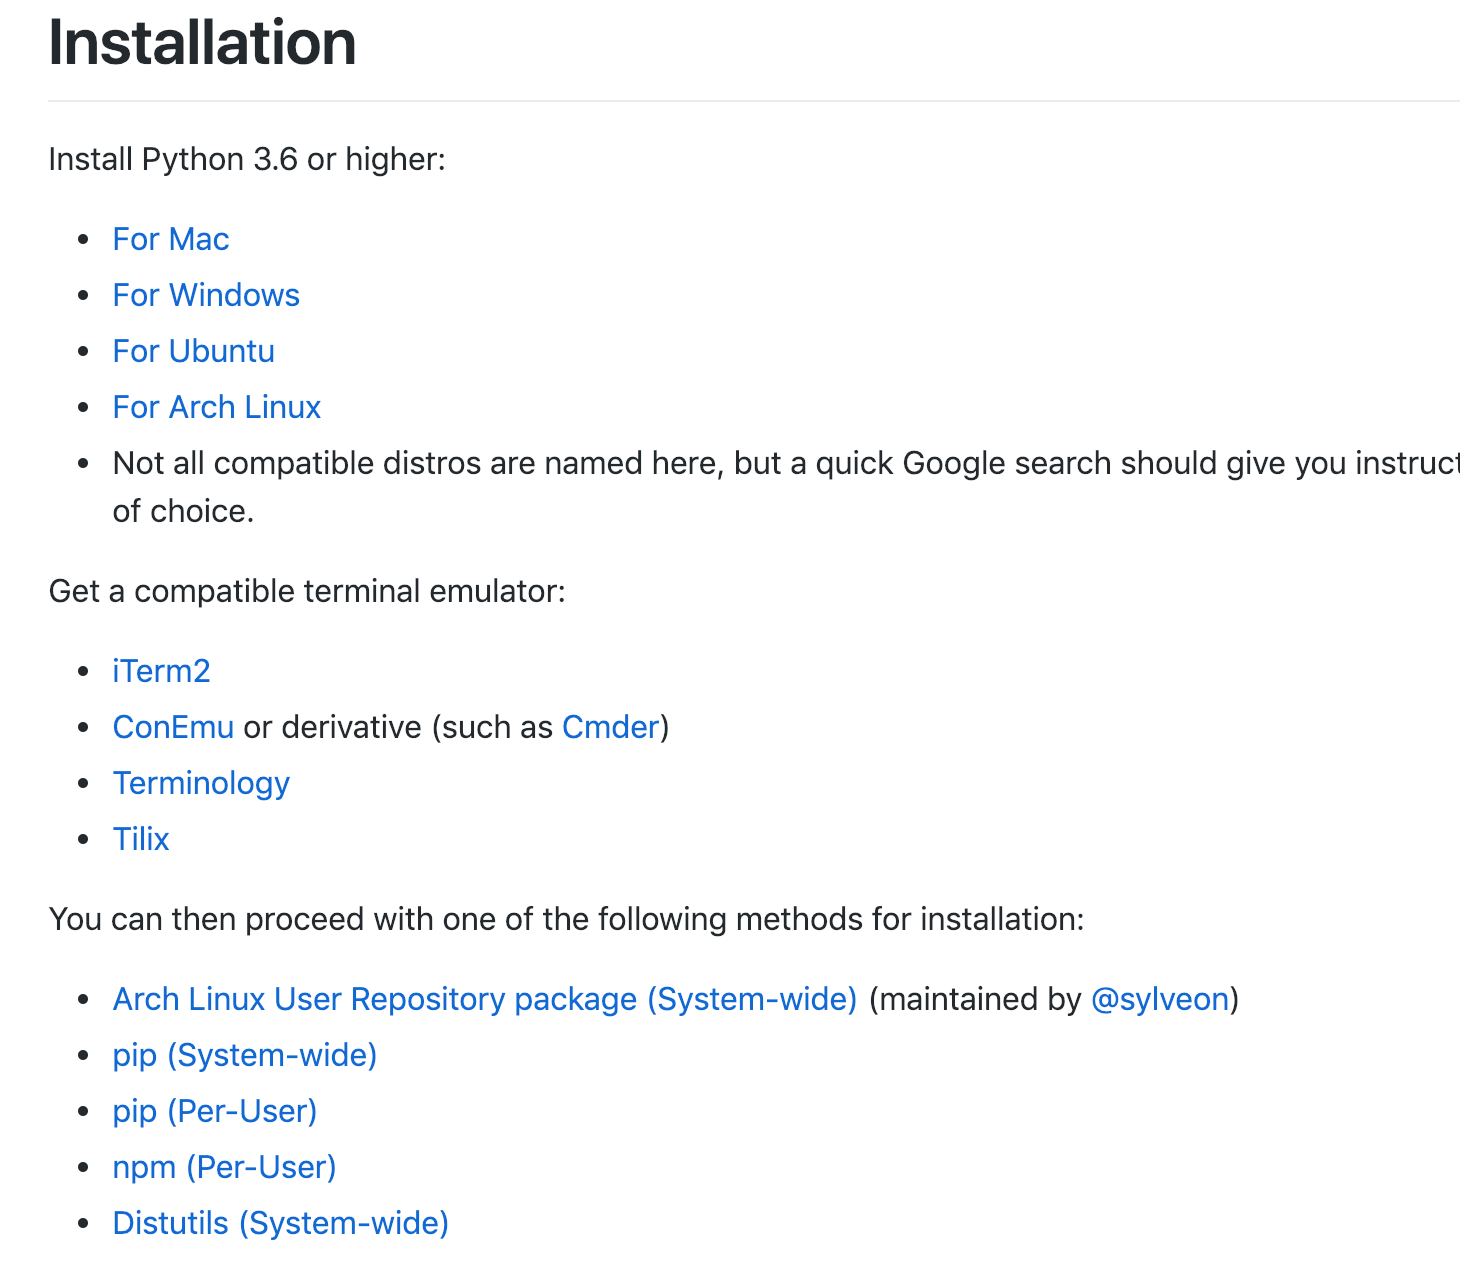 Installation
Install Python 3.6 or higher:
For Mac
For Windows
For Ubuntu
For Arch Linux
Not all compatible distros are named here, but a quick Google search should give you instruct
of choice.
Get a compatible terminal emulator:
iTerm2
ConEmu or derivative (such as Cmder)
Terminology
Tilix
You can then proceed with one of the following methods for installation:
Arch Linux User Repository package (System-wide) (maintained by @sylveon)
pip (System-wide)
pip (Per-User)
npm (Per-User)
Distutils (System-wide)